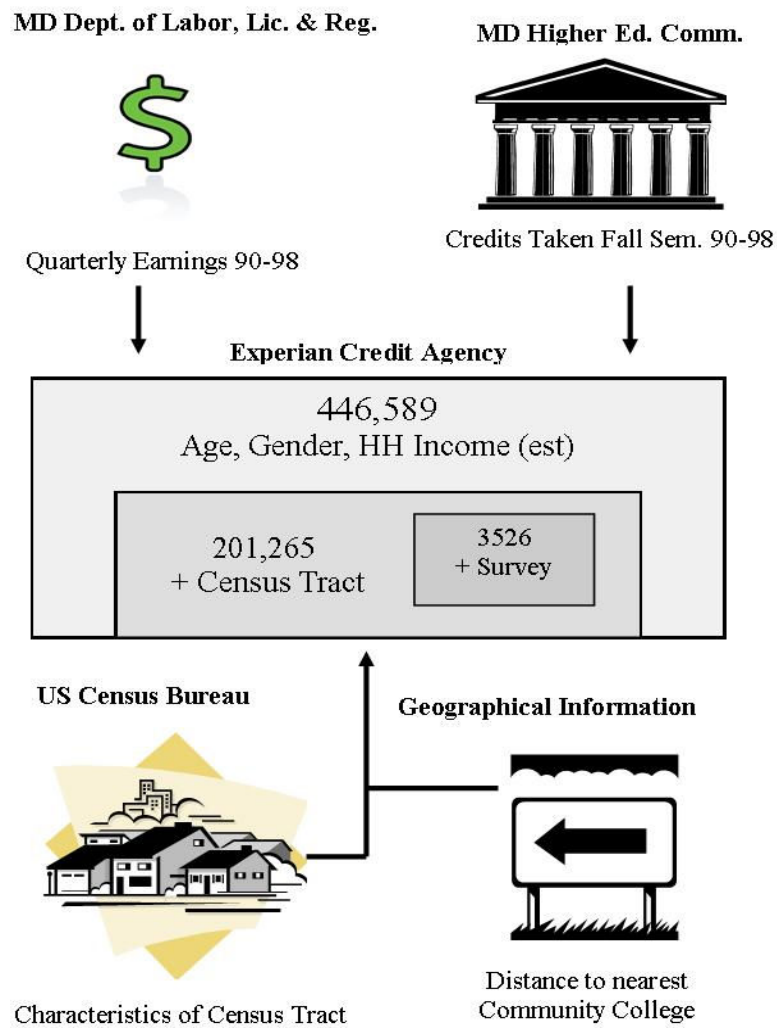 MD Dept. of Labor, Lic. & Reg.
MD Higher Ed. Comm.
$
Quarterly Earnings 90-98
Credits Taken Fall Sem. 90-98
Experian Credit Agency
446,589
Age, Gender, HH Income (est)
201,265
+ Census Tract
3526
+ Survey
US Census Bureau
Geographical Information
Characteristics of Census Tract
Distance to nearest
Community College